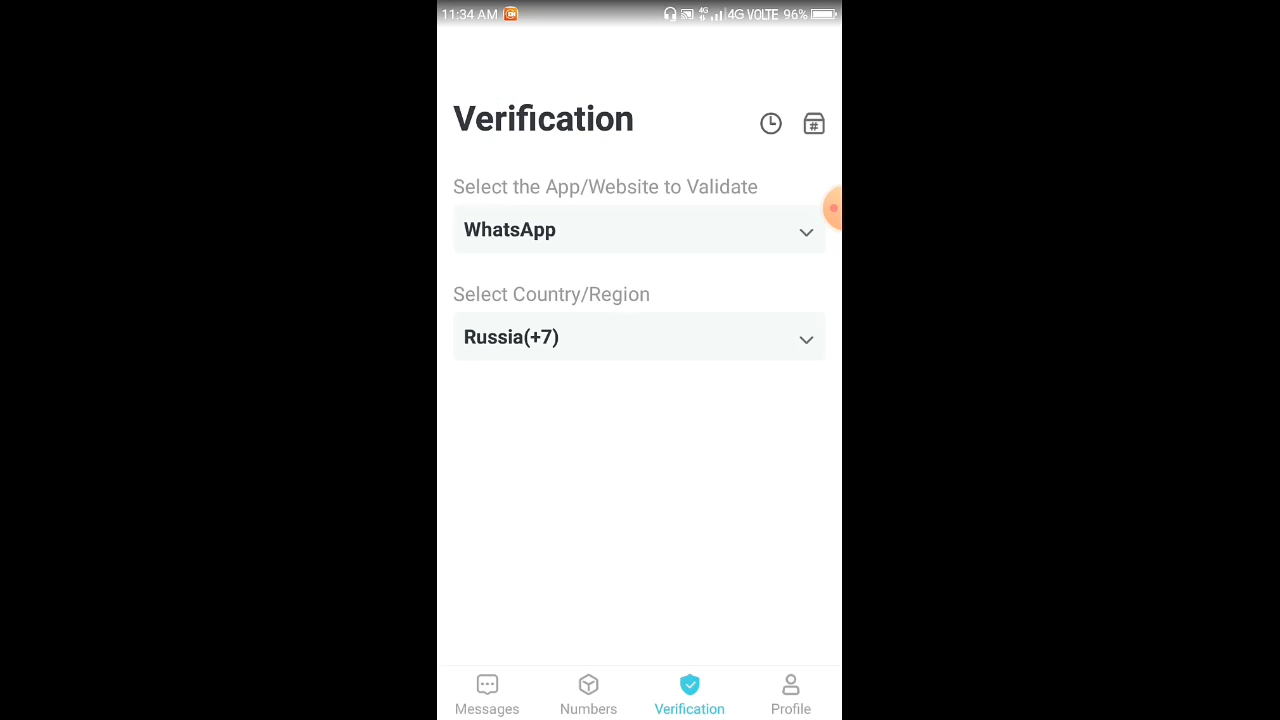 11:34 AM 4G 4G VOLTE 96%
Verification
Select the App/Website to Validate
WhatsApp
Select Country/Region
Russia(+7)
Messages Numbers Verification Profile